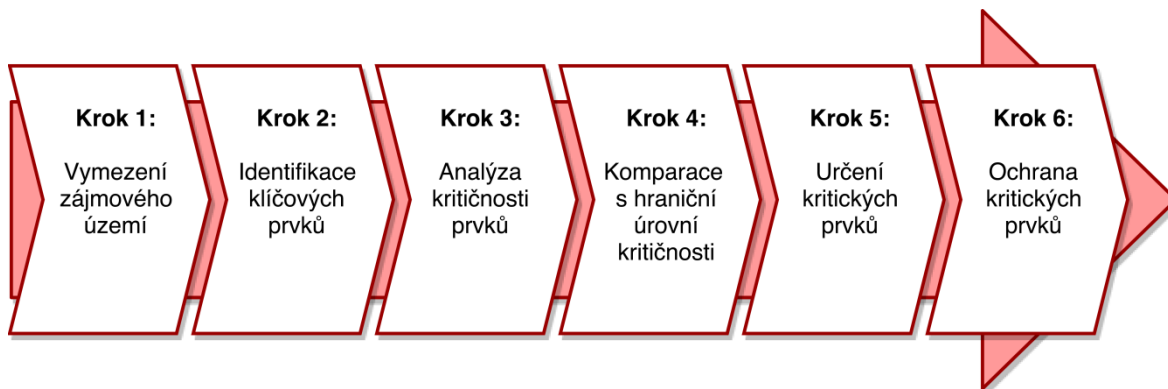 Krok 1:
Vymezení
zájmového
území
Krok 2:
Identifikace
klíčových
prvků
Krok 3:
Analýza
kritičnosti
prvků
Krok 4:
Komparace
s hraniční
úrovní
kritičnosti
Krok 5:
Určení
kritických
prvků
Krok 6:
Ochrana
kritických
prvků